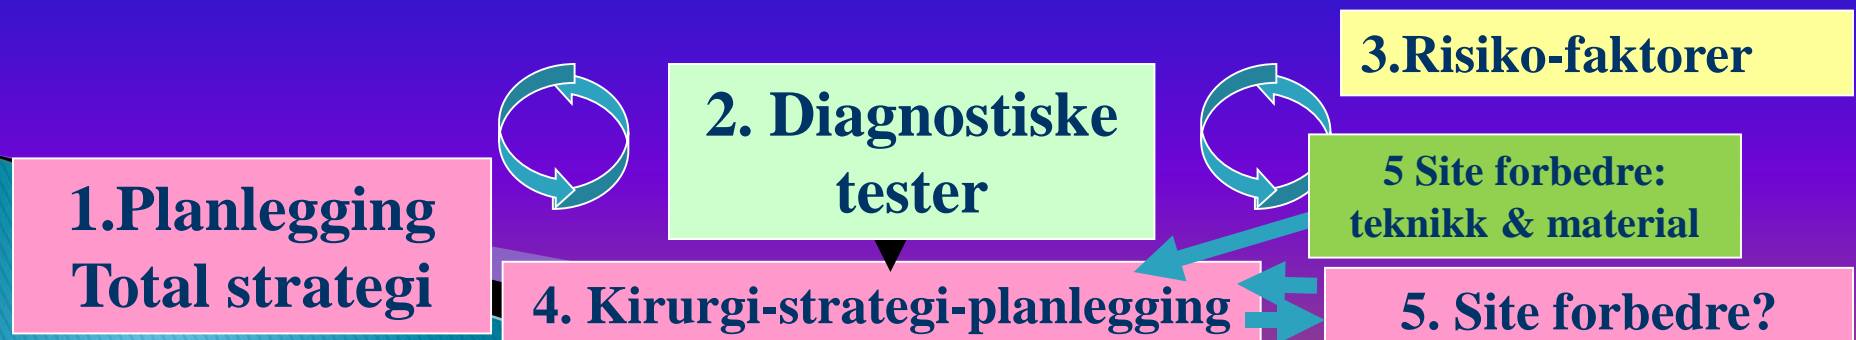 1.Planlegging
Total strategi
2. Diagnostiske
tester
3.Risiko-faktorer
5 Site forbedre:
teknikk & material
4. Kirurgi-strategi-planlegging
5. Site forbedre?